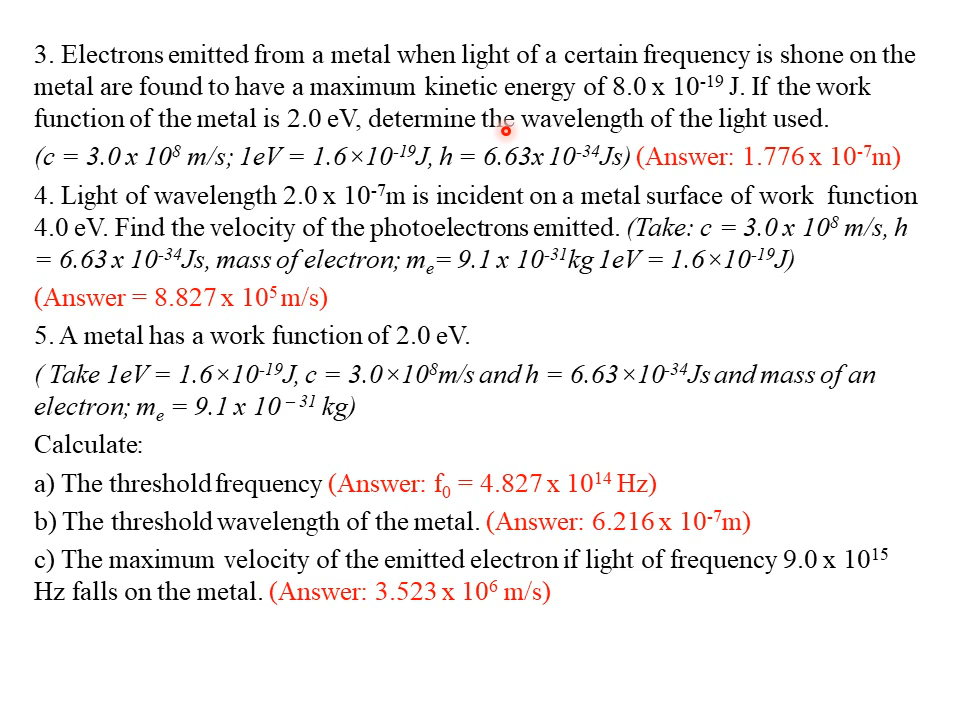 3. Electrons emitted from a metal when light of a certain frequency is shone on the
metal are found to have a maximum kinetic energy of 8.0 x 10⁻¹⁹ J. If the work
function of the metal is 2.0 eV, determine the wavelength of the light used.
(c = 3.0 x 10⁸ m/s; 1eV = 1.6×10⁻¹⁹J, h = 6.63x 10⁻³⁴Js) (Answer: 1.776 x 10⁻⁷m)
4. Light of wavelength 2.0 x 10⁻⁷m is incident on a metal surface of work function
4.0 eV. Find the velocity of the photoelectrons emitted. (Take: c = 3.0 x 10⁸ m/s, h
= 6.63 x 10⁻³⁴Js, mass of electron; mₑ= 9.1 x 10⁻³¹kg 1eV = 1.6×10⁻¹⁹J)
(Answer = 8.827 x 10⁵ m/s)
5. A metal has a work function of 2.0 eV.
( Take 1eV = 1.6×10⁻¹⁹J, c = 3.0×10⁸m/s and h = 6.63×10⁻³⁴Js and mass of an
electron; mₑ = 9.1 x 10⁻³¹ kg)
Calculate:
a) The threshold frequency (Answer: f₀ = 4.827 x 10¹⁴ Hz)
b) The threshold wavelength of the metal. (Answer: 6.216 x 10⁻⁷m)
c) The maximum velocity of the emitted electron if light of frequency 9.0 x 10¹⁵
Hz falls on the metal. (Answer: 3.523 x 10⁶ m/s)